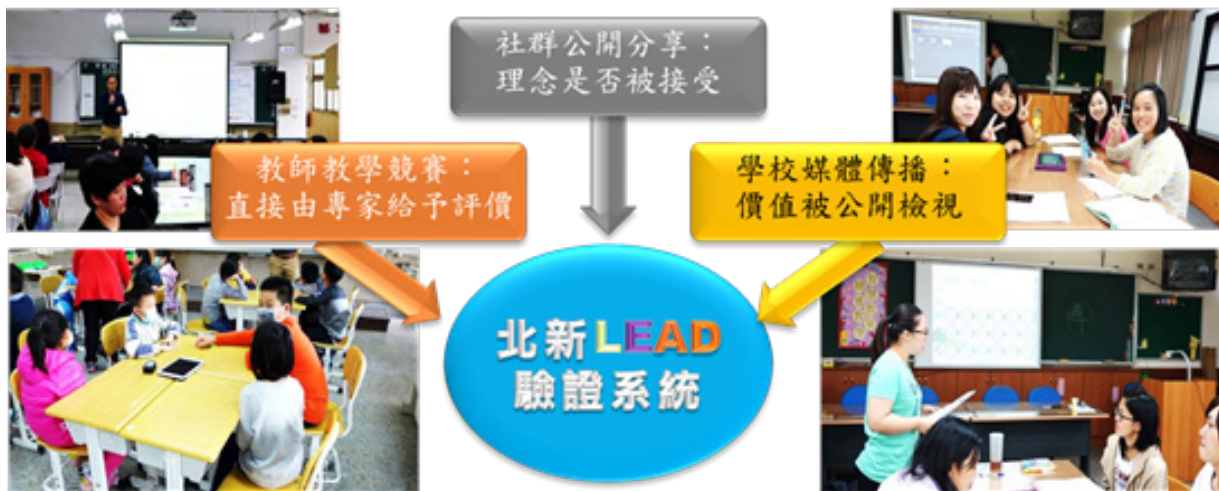 社群公開分享：
理念是否被接受
教師教學競賽：
直接由專家給予評價
學校媒體傳播：
價值被公開檢視
北新LEAD
驗證系統